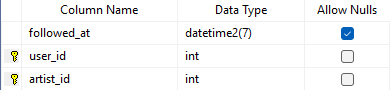 Column Name Data Type Allow Nulls
followed_at datetime2(7)
user_id int
artist_id int